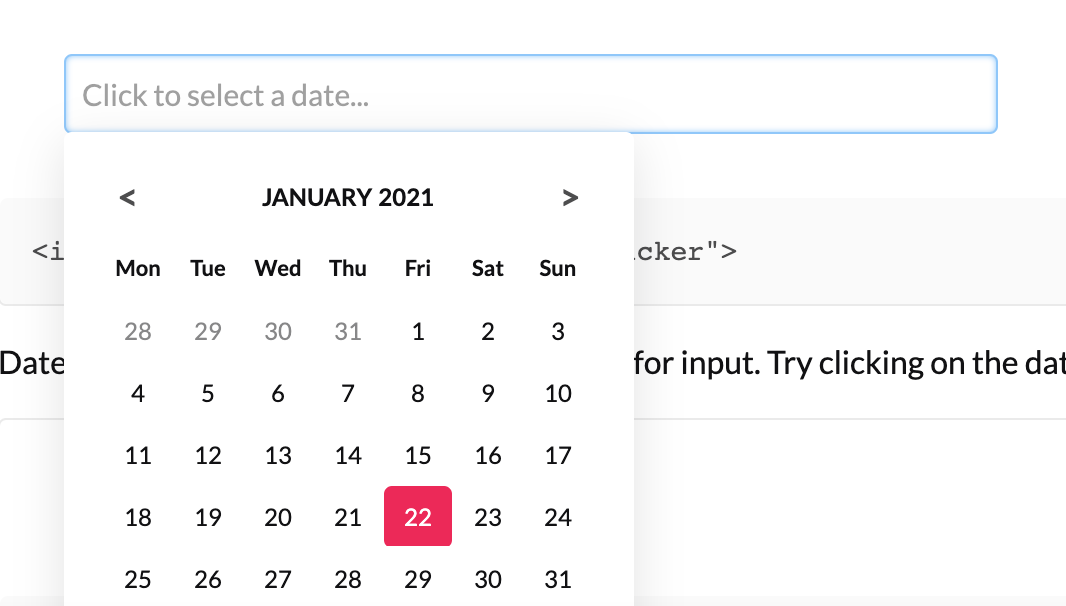 Click to select a date...
< JANUARY 2021 >
<i cker">
Mon Tue Wed Thu Fri Sat Sun
28 29 30 31 1 2 3
Date for input. Try clicking on the dat
4 5 6 7 8 9 10
11 12 13 14 15 16 17
18 19 20 21 22 23 24
25 26 27 28 29 30 31